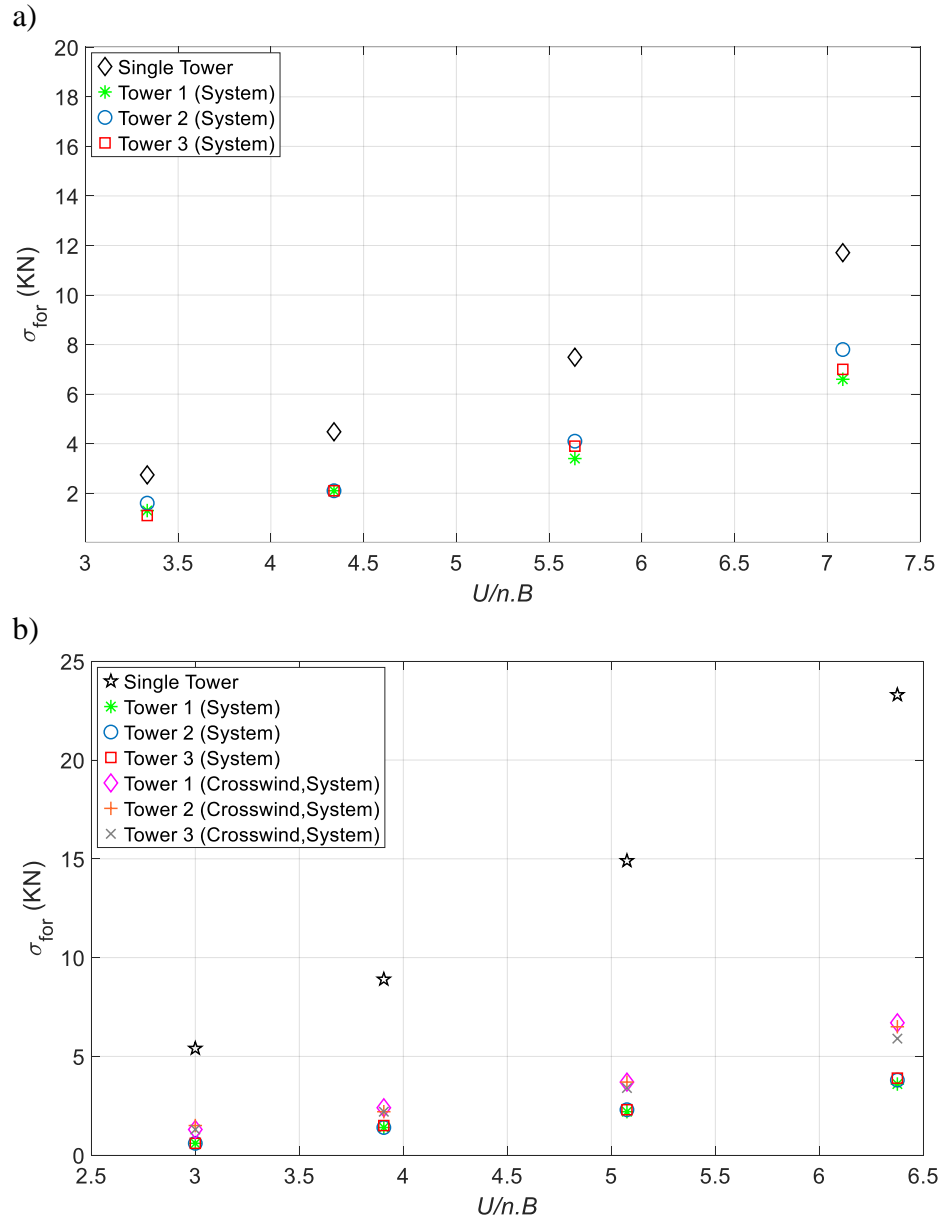 a)
20
18
16
14
12
10
8
6
4
2
σfor (KN)
Single Tower
Tower 1 (System)
Tower 2 (System)
Tower 3 (System)
3 3.5 4 4.5 5 5.5 6 6.5 7 7.5
U/n.B
b)
25
20
15
10
5
0
σfor (KN)
Single Tower
Tower 1 (System)
Tower 2 (System)
Tower 3 (System)
Tower 1 (Crosswind,System)
Tower 2 (Crosswind,System)
Tower 3 (Crosswind,System)
2.5 3 3.5 4 4.5 5 5.5 6 6.5
U/n.B